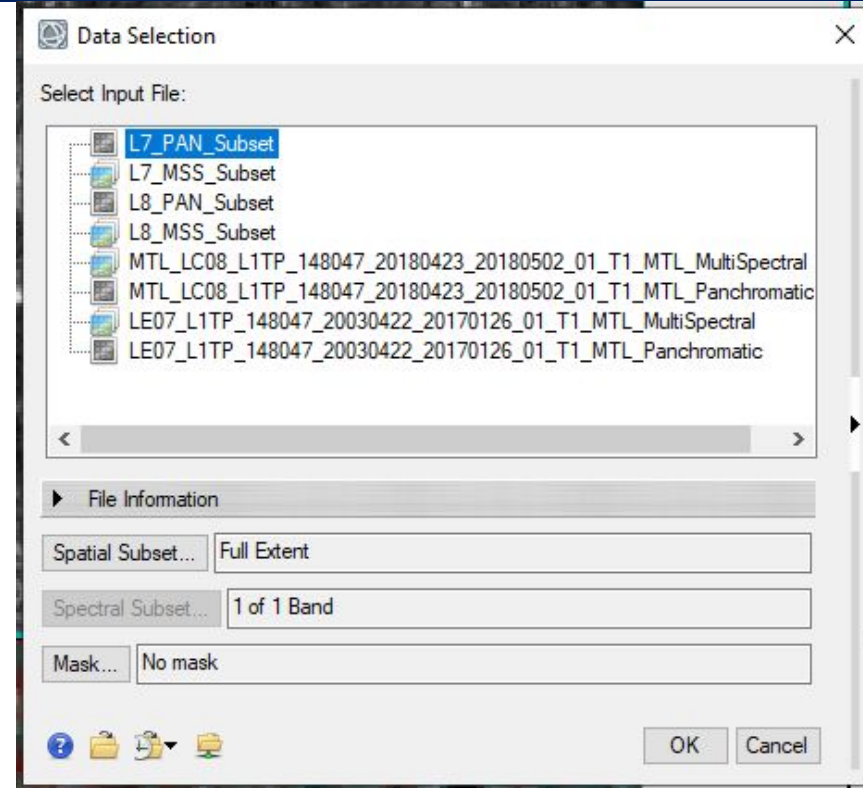 Data Selection
Select Input File:
L7_PAN_Subset
L7_MSS_Subset
L8_PAN_Subset
L8_MSS_Subset
MTL_LC08_L1TP_148047_20180423_20180502_01_T1_MTL_MultiSpectral
MTL_LC08_L1TP_148047_20180423_20180502_01_T1_MTL_Panchromatic
LE07_L1TP_148047_20030422_20170126_01_T1_MTL_MultiSpectral
LE07_L1TP_148047_20030422_20170126_01_T1_MTL_Panchromatic
File Information
Spatial Subset... Full Extent
Spectral Subset... 1 of 1 Band
Mask... No mask
OK Cancel